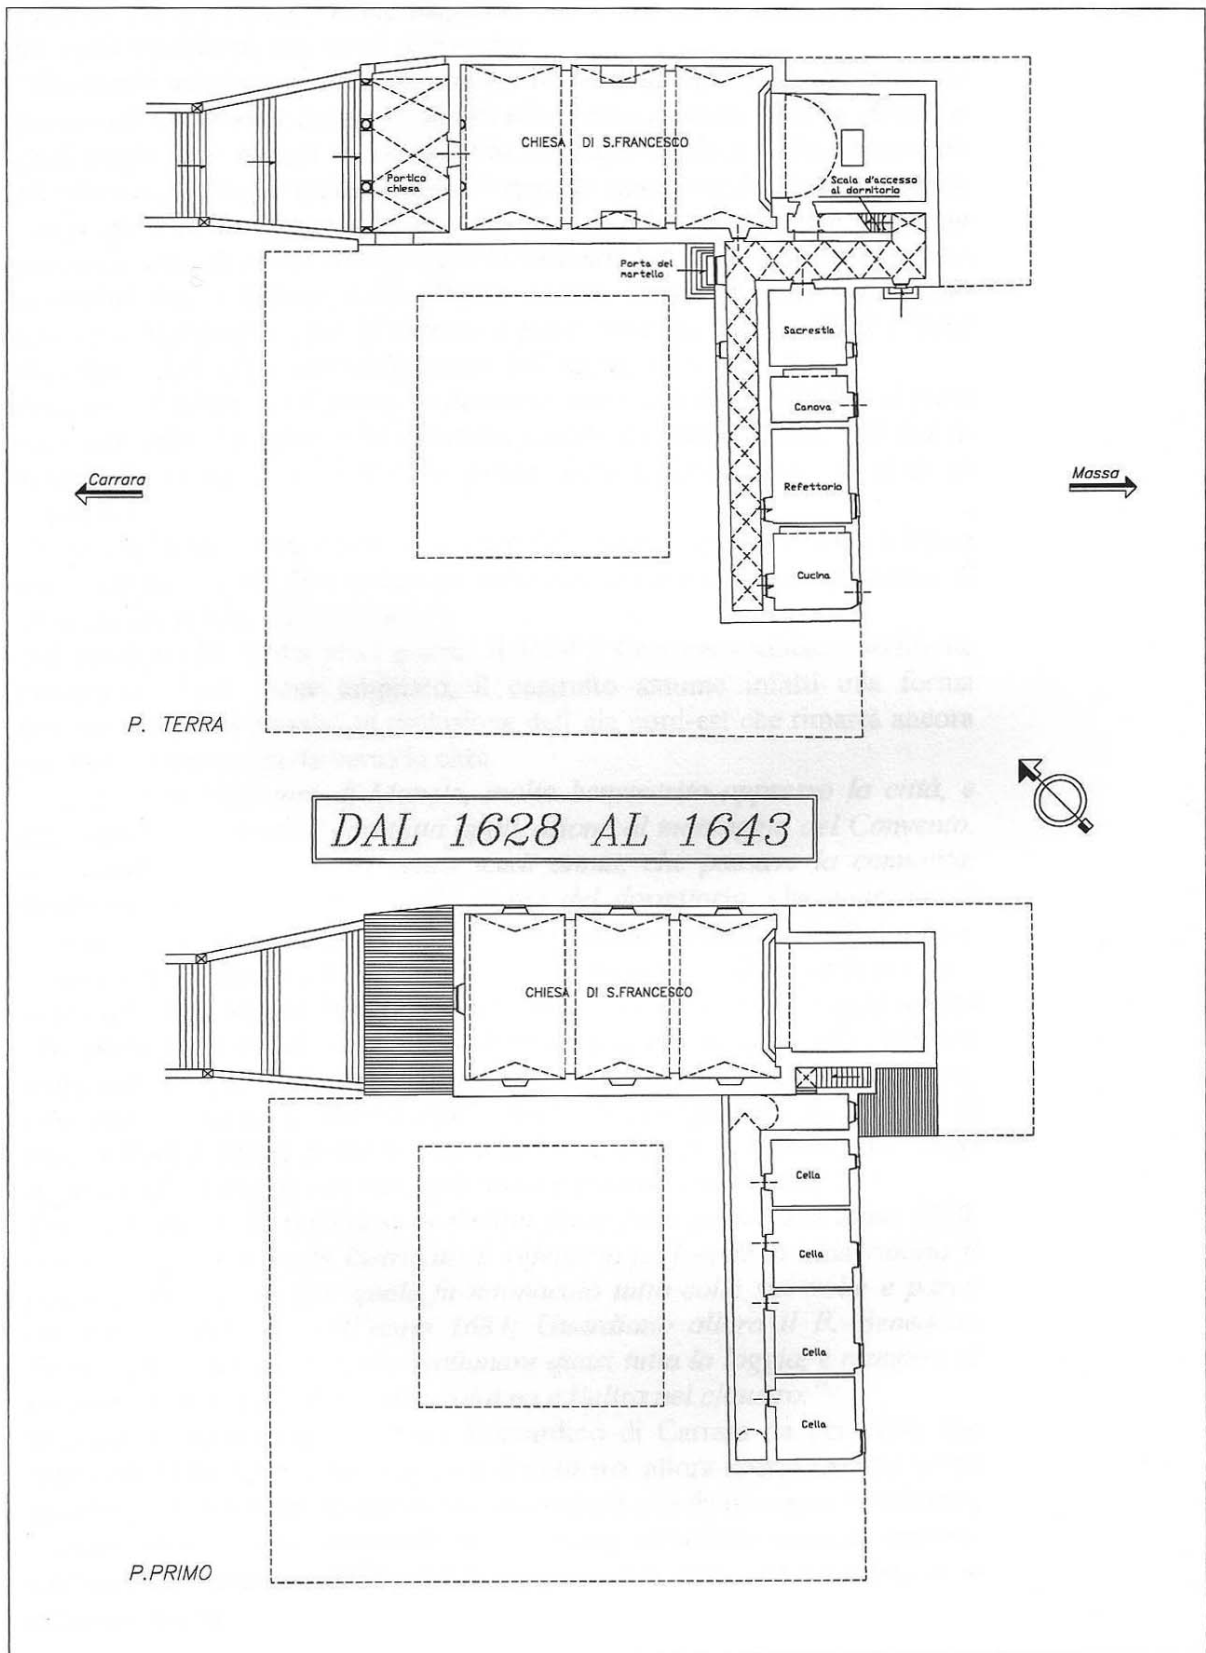 CHIESA DI S.FRANCESCO
Portico
chiesa
Scala d'accesso
al dormitorio
Porta del
martello
Sacrestia
Canova
Carrara
Massa
Refettorio
Cucina
P. TERRA
DAL 1628 AL 1643
CHIESA DI S.FRANCESCO
Cella
Cella
Cella
Cella
P.PRIMO